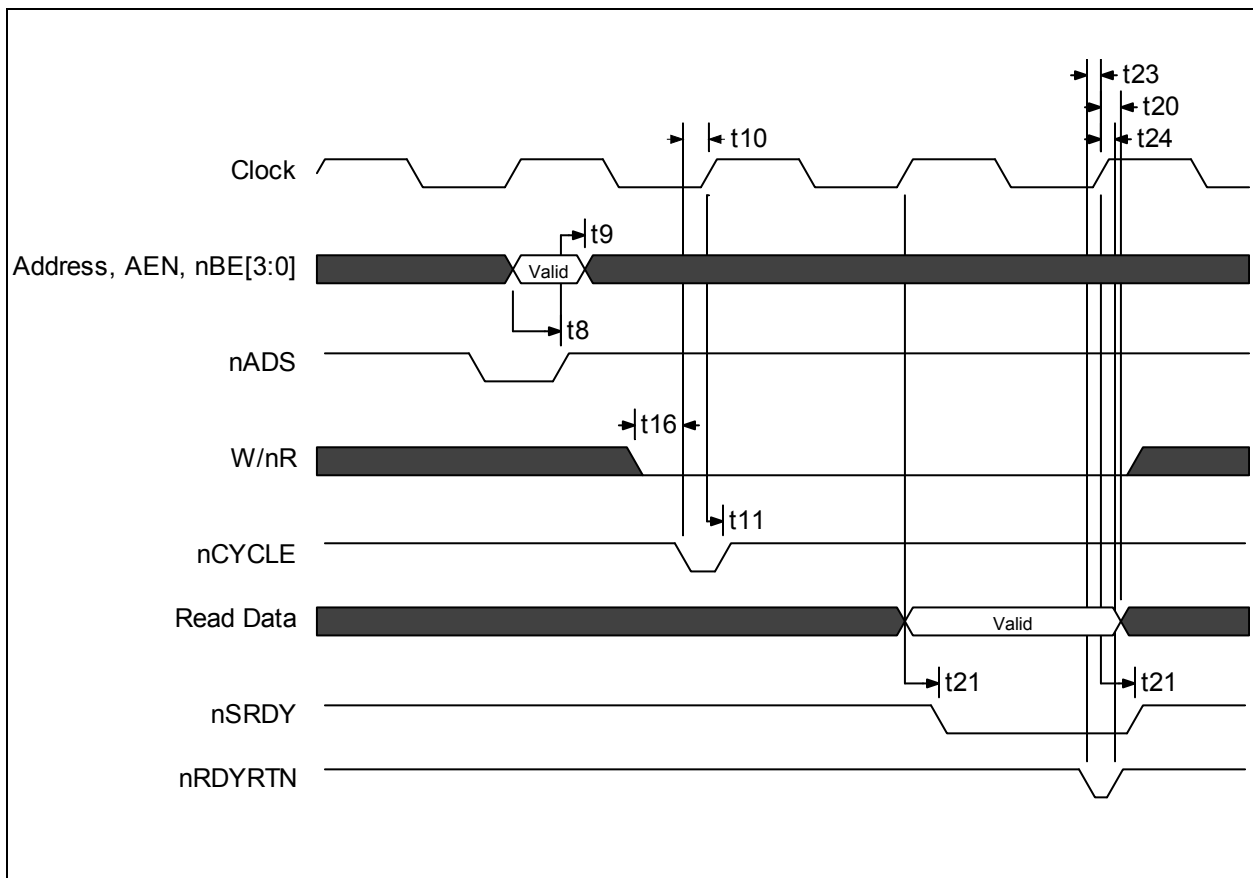 t23
t20
t10
t24
Clock
t9
Address, AEN, nBE[3:0]
Valid
t8
nADS
t16
W/nR
t11
nCYCLE
Read Data
Valid
t21
t21
nSRDY
nRDYRTN